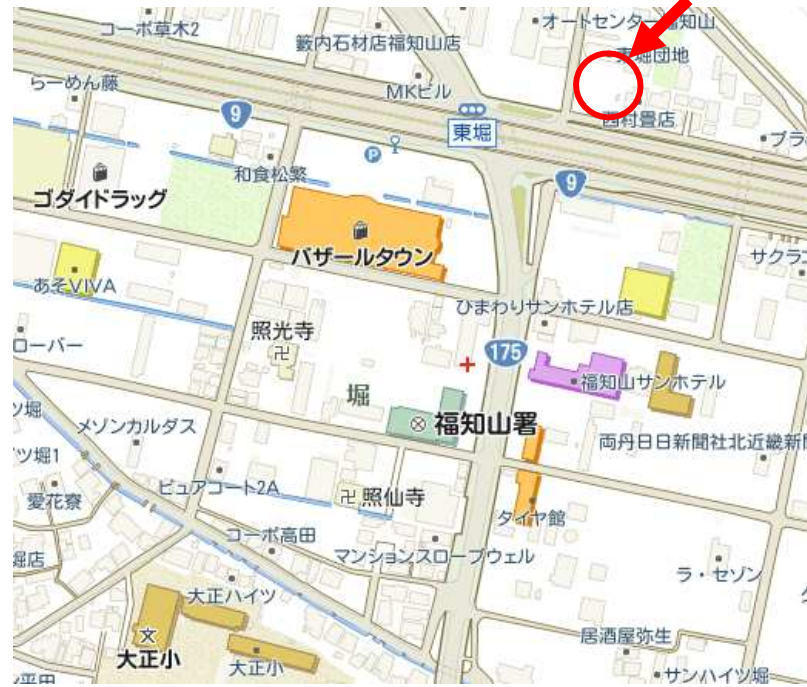 コーポ草木2
籔内石材店福知山店
オートセンター福知山
東堀団地
らーめん藤
MKビル
9
東堀
西村畳店
P
和食松繁
9
ゴダイドラッグ
バザールタウン
あそVIVA
サクラ
ひまわりサンホテル店
照光寺
175
ローバー
堀
福知山サンホテル
福知山署
メゾンカルダス
両丹日日新聞社北近畿新
ツ堀
ツ堀1
ピュアコート2A
愛花寮
照仙寺
タイヤ館
コーポ高田
マンションスロープウェル
堀店
ラ・セゾン
大正ハイツ
居酒屋弥生
文
大正小
大正小
サンハイツ堀
平田